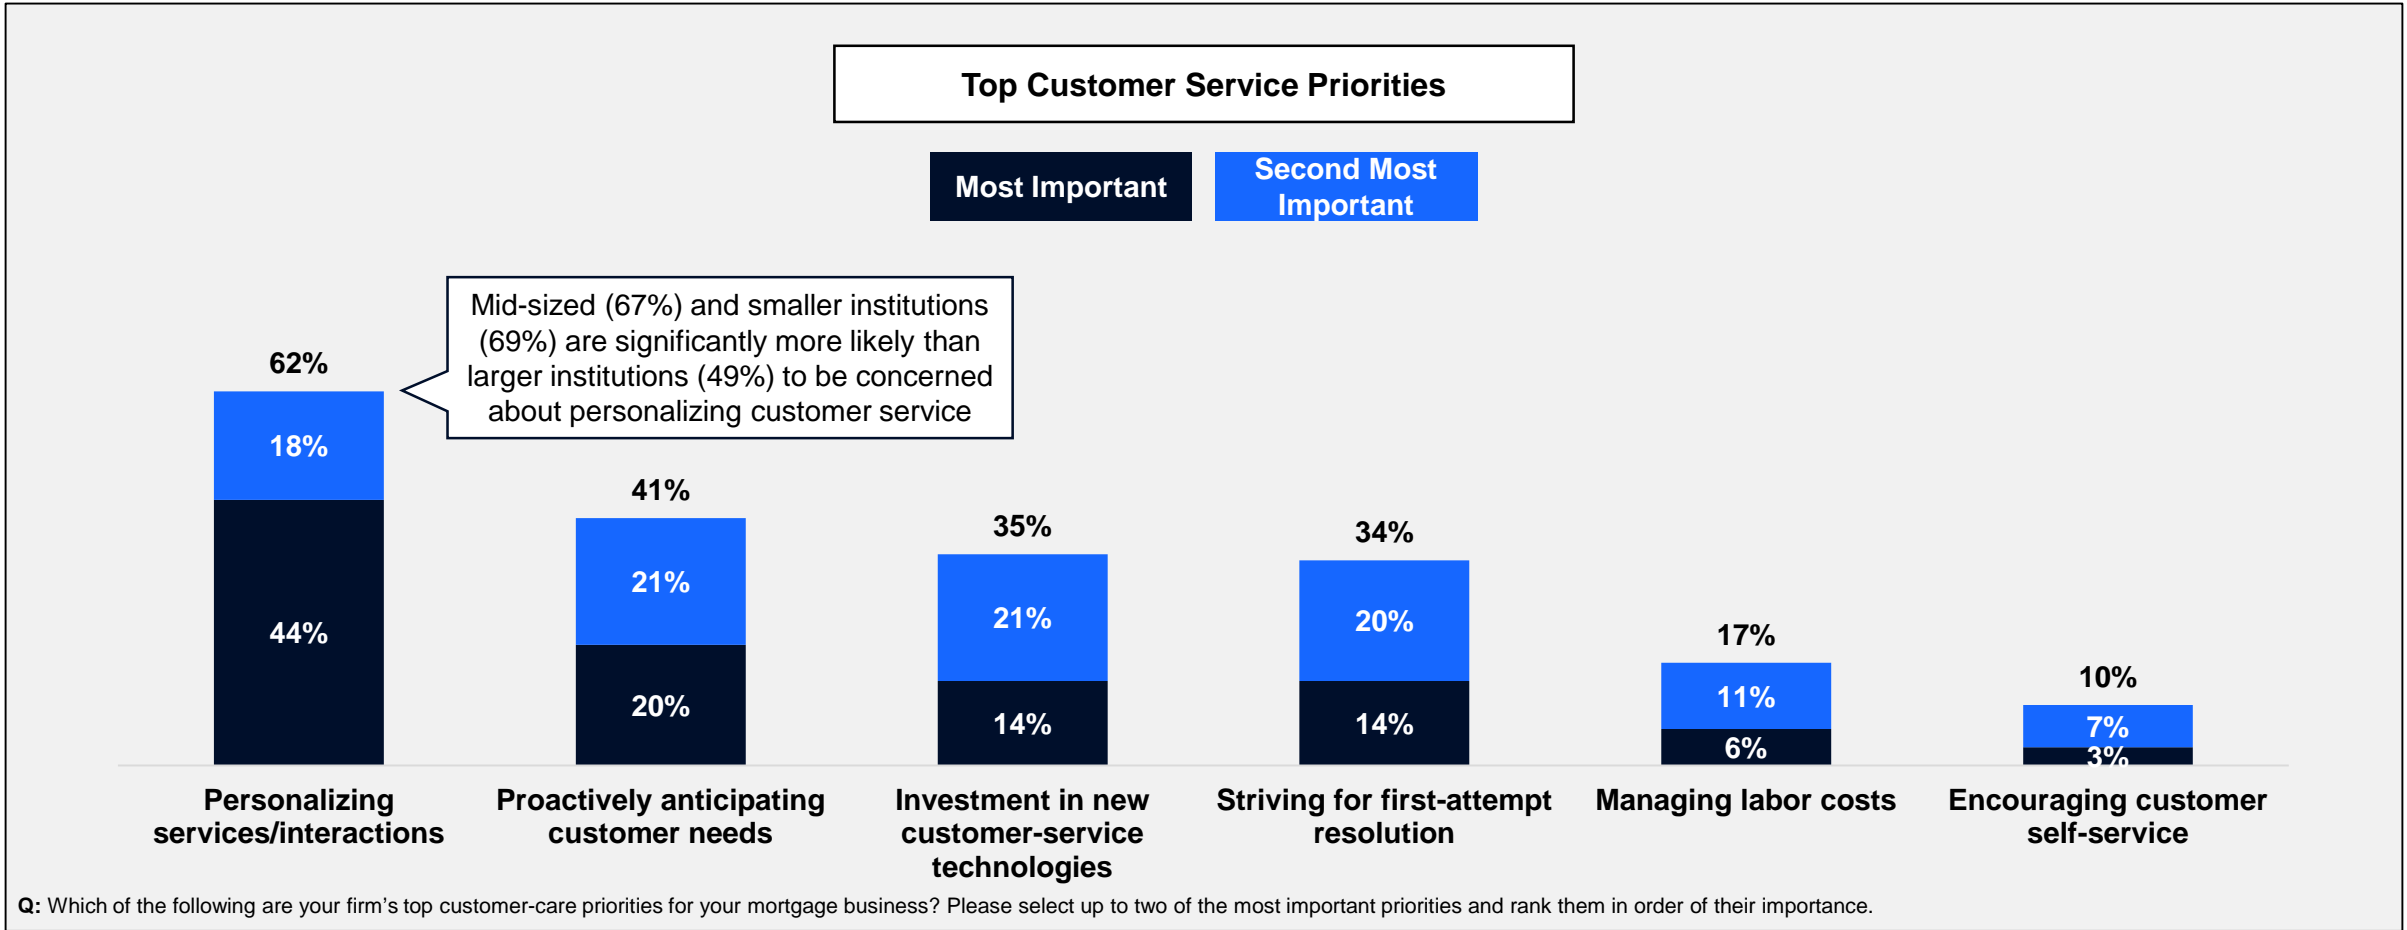 Top Customer Service Priorities
Most Important
Second Most
Important
Mid-sized (67%) and smaller institutions
(69%) are significantly more likely than
larger institutions (49%) to be concerned
about personalizing customer service
62%
18%
44%
41%
21%
20%
35%
21%
14%
34%
20%
14%
17%
11%
6%
10%
7%
3%
Personalizing
services/interactions
Proactively anticipating
customer needs
Investment in new
customer-service
technologies
Striving for first-attempt
resolution
Managing labor costs
Encouraging customer
self-service
Q: Which of the following are your firm’s top customer-care priorities for your mortgage business? Please select up to two of the most important priorities and rank them in order of their importance.